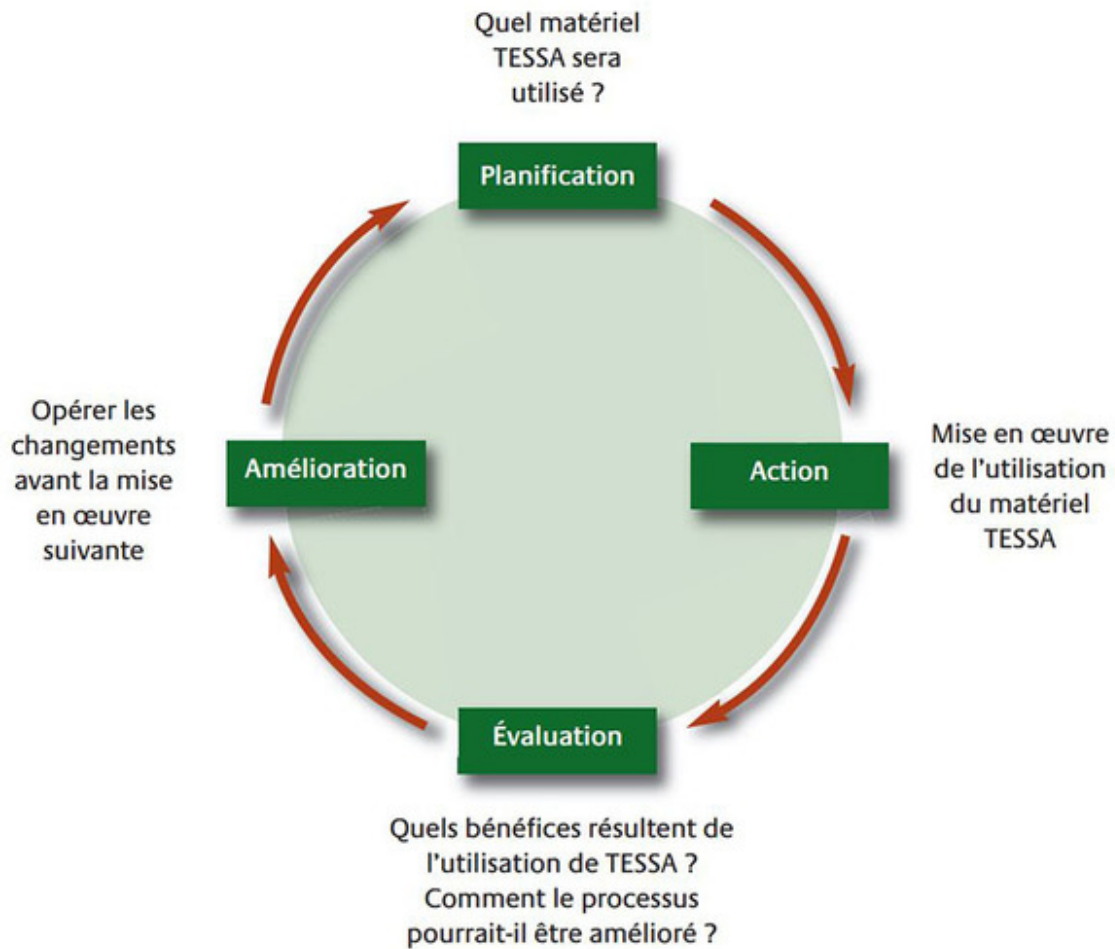 Quel matériel
TESSA sera
utilisé ?
Planification
Opérer les
changements
avant la mise
en œuvre
suivante
Amélioration
Action
Mise en œuvre
de l'utilisation
du matériel
TESSA
Évaluation
Quels bénéfices résultent de
l'utilisation de TESSA ?
Comment le processus
pourrait-il être amélioré ?